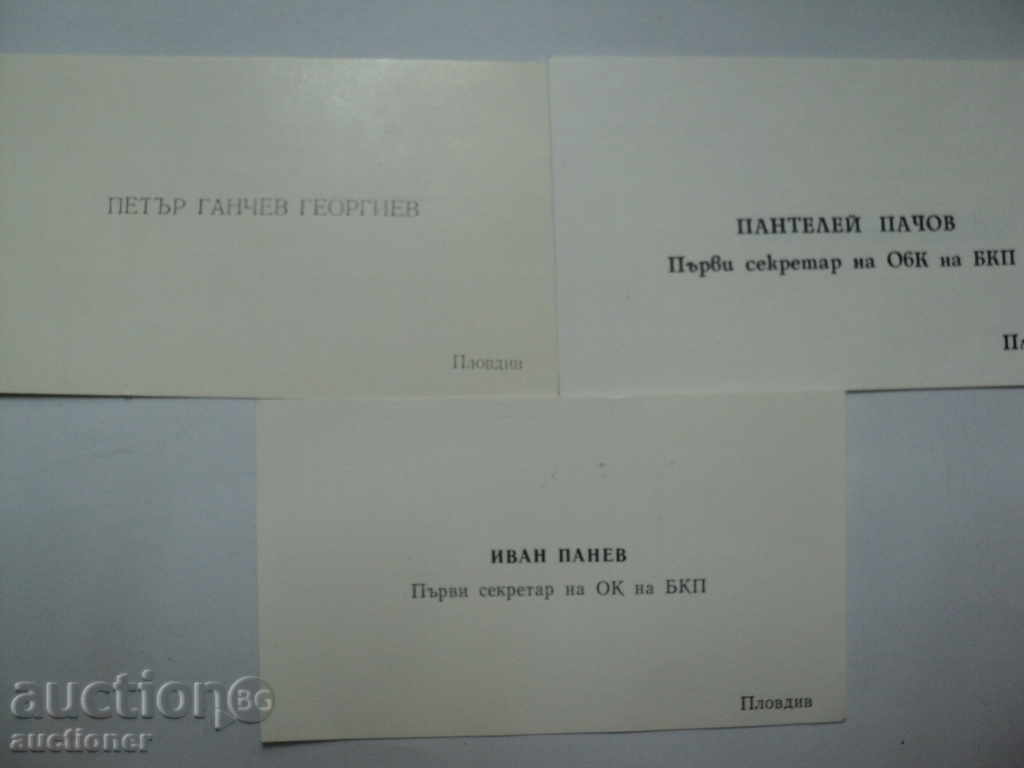 ПЕТЪР ГАНЧЕВ ГЕОРГИЕВ
Пловдив
ПАНТЕЛЕЙ ПАЧОВ
Първи секретар на ОбК на БКП
Пл
ИВАН ПАНЕВ
Първи секретар на ОК на БКП
Пловдив
auction BG
auctioner